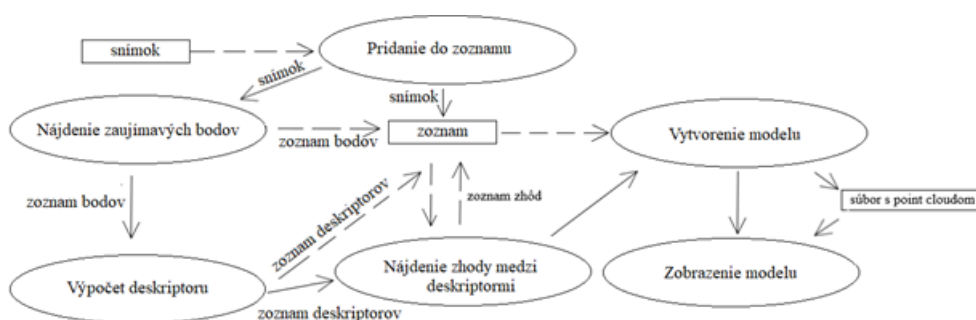 snímok
Pridanie do zoznamu
snímok
snímok
Nájdenie zaujímavých bodov
zoznam bodov
zoznam
Vytvorenie modelu
zoznam bodov
zoznam deskriptorov
zoznam zhôd
súbor s point cloudom
Výpočet deskriptoru
zoznam deskriptorov
Nájdenie zhody medzi
deskriptormi
Zobrazenie modelu